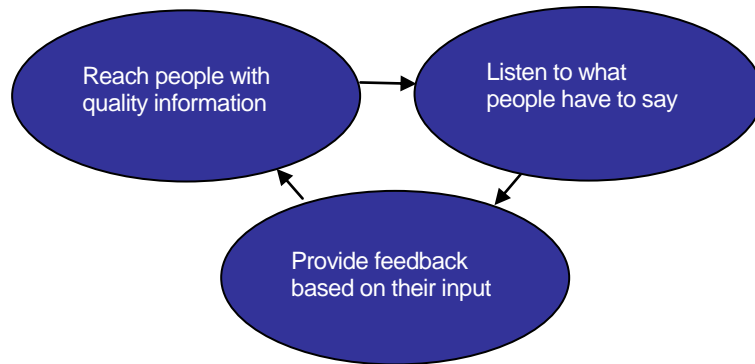 Reach people with
quality information
Listen to what
people have to say
Provide feedback
based on their input